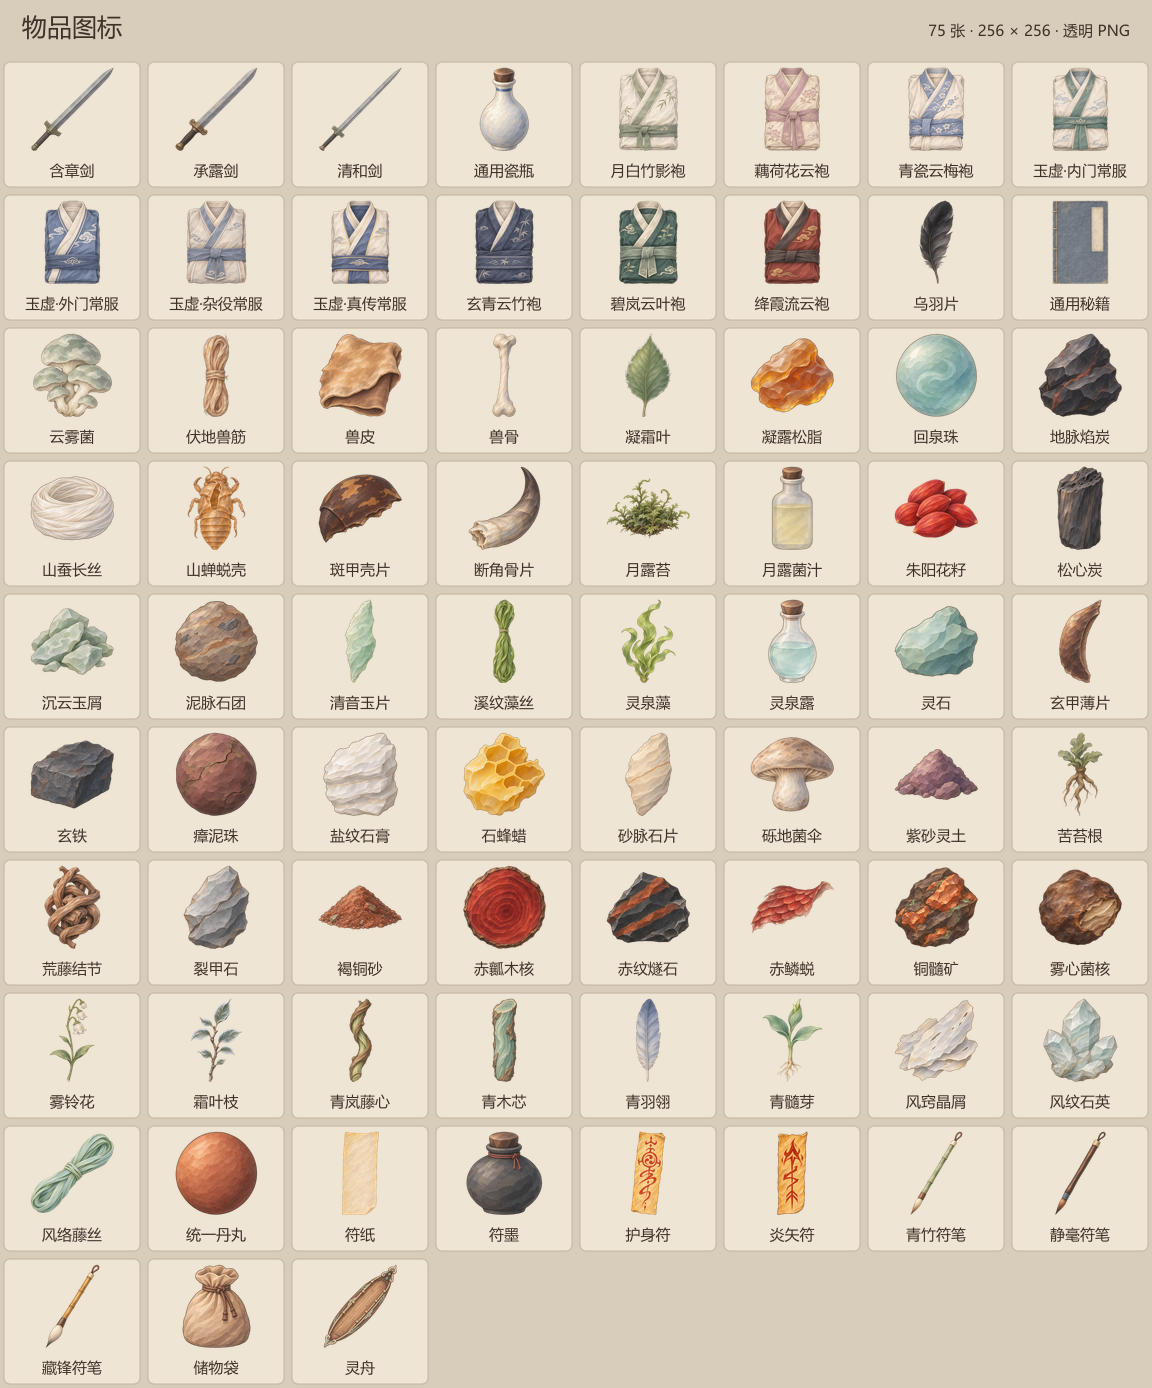 物品图标
75 张 · 256 × 256 · 透明 PNG
含章剑 承露剑 清和剑 通用瓷瓶 月白竹影袍 藕荷花云袍 青瓷云梅袍 玉虚·内门常服
玉虚·外门常服 玉虚·杂役常服 玉虚·真传常服 玄青云竹袍 碧岚云叶袍 绛霞流云袍 乌羽片 通用秘籍
云雾菌 伏地兽筋 兽皮 兽骨 凝霜叶 凝露松脂 回泉珠 地脉焰炭
山蚕长丝 山蝉蜕壳 斑甲壳片 断角骨片 月露苔 月露菌汁 朱阳花籽 松心炭
沉云玉屑 泥脉石团 清音玉片 溪纹藻丝 灵泉藻 灵泉露 灵石 玄甲薄片
玄铁 瘴泥珠 盐纹石膏 石蜂蜡 砂脉石片 砾地菌伞 紫砂灵土 苦苔根
荒藤结节 裂甲石 褐铜砂 赤瓤木核 赤纹燧石 赤鳞蜕 铜髓矿 雾心菌核
雾铃花 霜叶枝 青岚藤心 青木芯 青羽翎 青髓芽 风窍晶屑 风纹石英
风络藤丝 统一丹丸 符纸 符墨 护身符 炎矢符 青竹符笔 静毫符笔
藏锋符笔 储物袋 灵舟